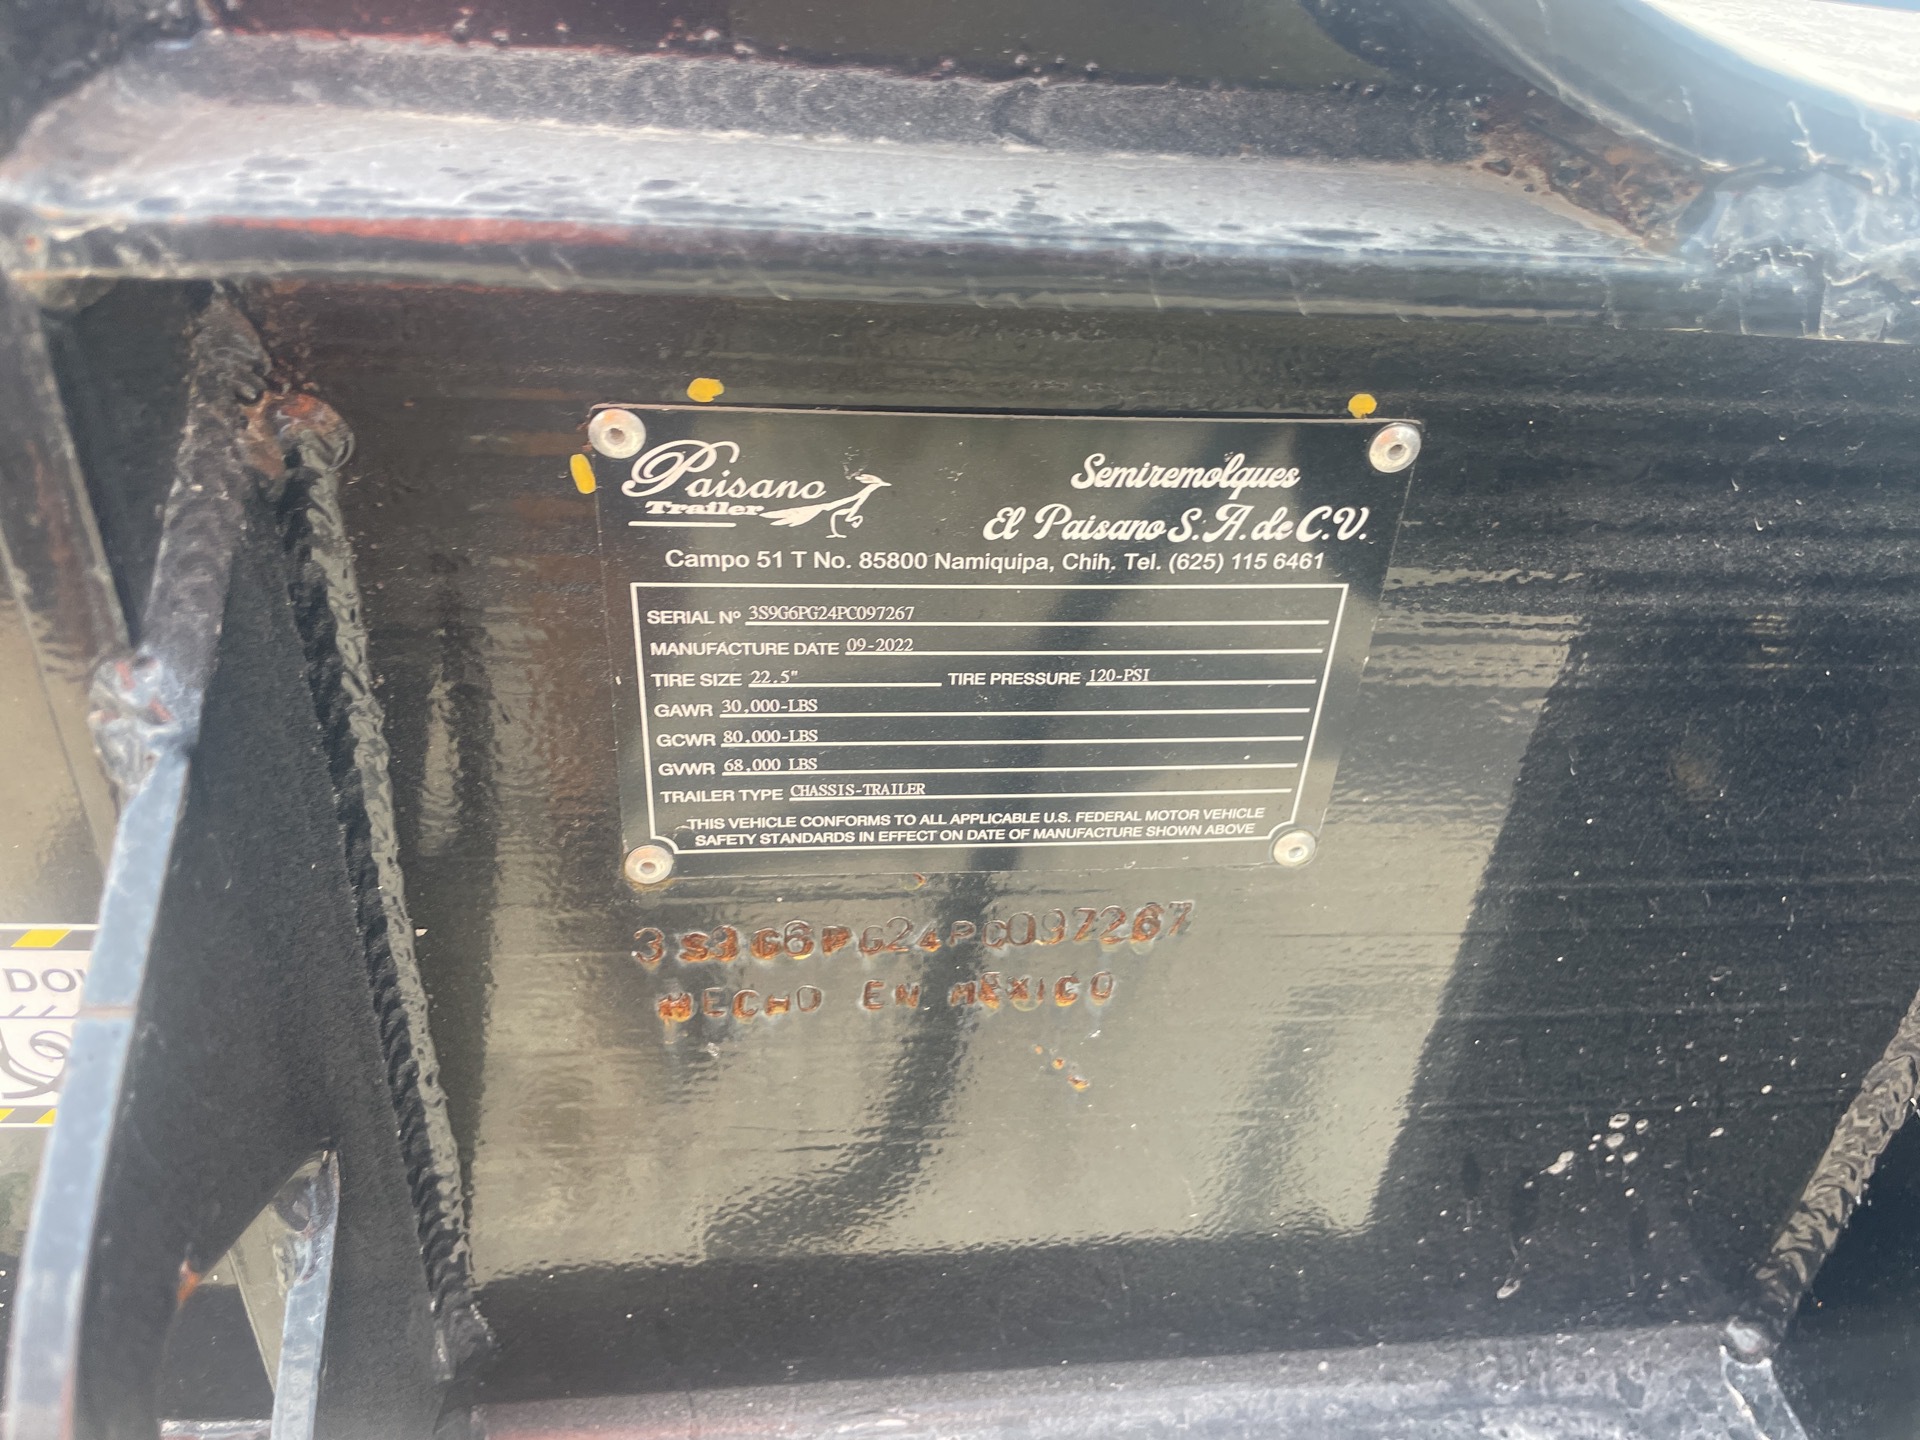 Paisano
Trailer
Semiremolques
El Paisano S.A. de C.V.
Campo 51 T No. 85800 Namiquipa, Chih. Tel. (625) 115 6461
SERIAL Nº 3S9G6PG24PC097267
MANUFACTURE DATE 09-2022
TIRE SIZE 22.5" TIRE PRESSURE 120-PSI
GAWR 30,000-LBS
GCWR 80,000-LBS
GVWR 68,000 LBS
TRAILER TYPE CHASSIS-TRAILER
THIS VEHICLE CONFORMS TO ALL APPLICABLE U.S. FEDERAL MOTOR VEHICLE
SAFETY STANDARDS IN EFFECT ON DATE OF MANUFACTURE SHOWN ABOVE
3S9G6PG24PC097267
HECHO EN MEXICO